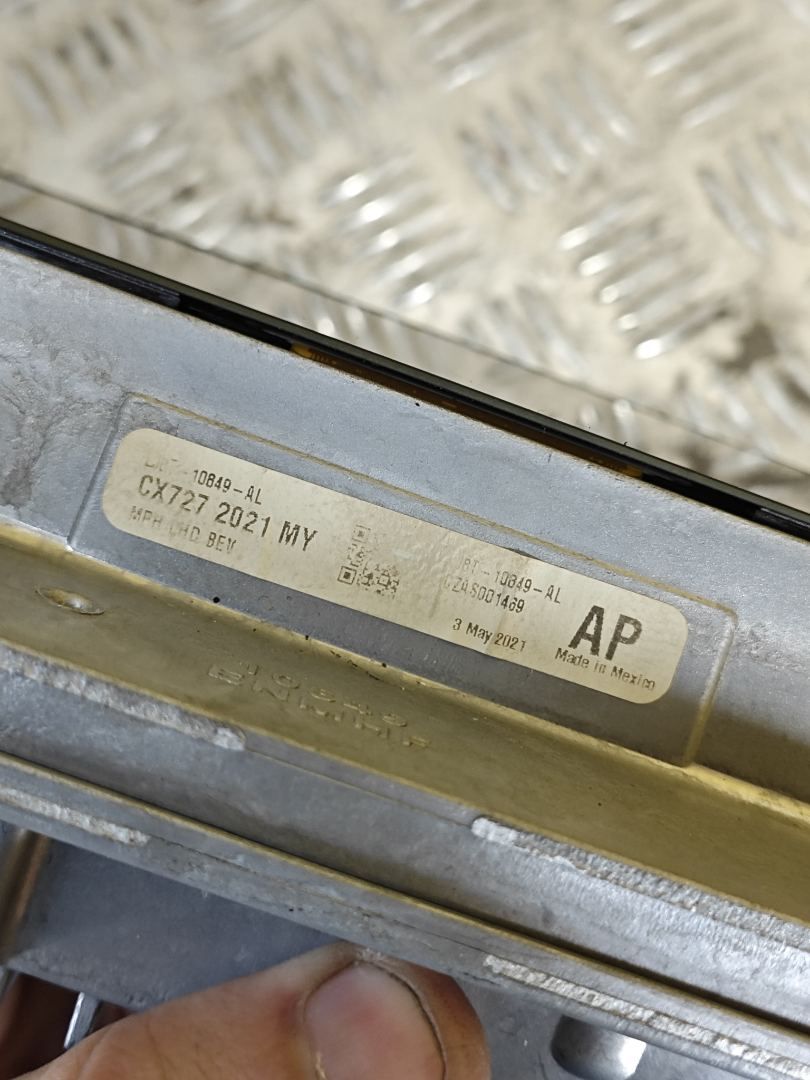 10849-AL
CX727 2021 MY
MPH LHD BEV
10849-AL
3 May 2021
AP
Made in Mexico